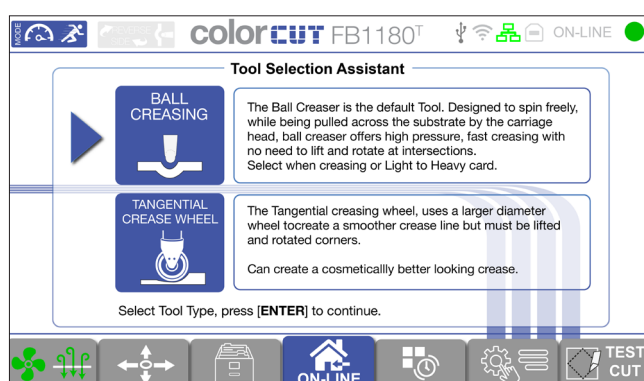 MODE
colorCUT FB1180T
ON-LINE
Tool Selection Assistant
BALL
CREASING
The Ball Creaser is the default Tool. Designed to spin freely,
while being pulled across the substrate by the carriage
head, ball creaser offers high pressure, fast creasing with
no need to lift and rotate at intersections.
Select when creasing or Light to Heavy card.
TANGENTIAL
CREASE WHEEL
The Tangential creasing wheel, uses a larger diameter
wheel tocreate a smoother crease line but must be lifted
and rotated corners.
Can create a cosmeticallly better looking crease.
Select Tool Type, press [ENTER] to continue.
ON-LINE
TEST
CUT